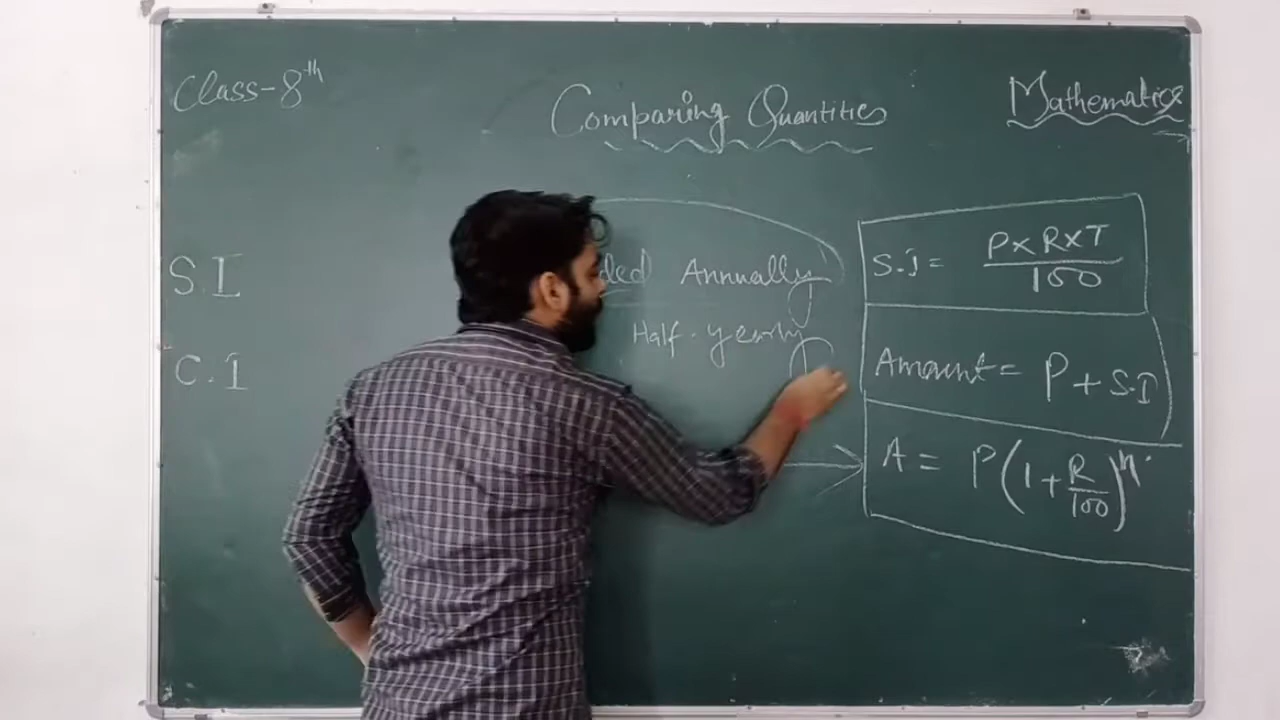 Class-8th
Comparing Quantities
Mathematics
S.I
C.I
Annually
Half-yearly
S.I = P×R×T/100
Amount = P + S.I
A = P(1+R/100)^n